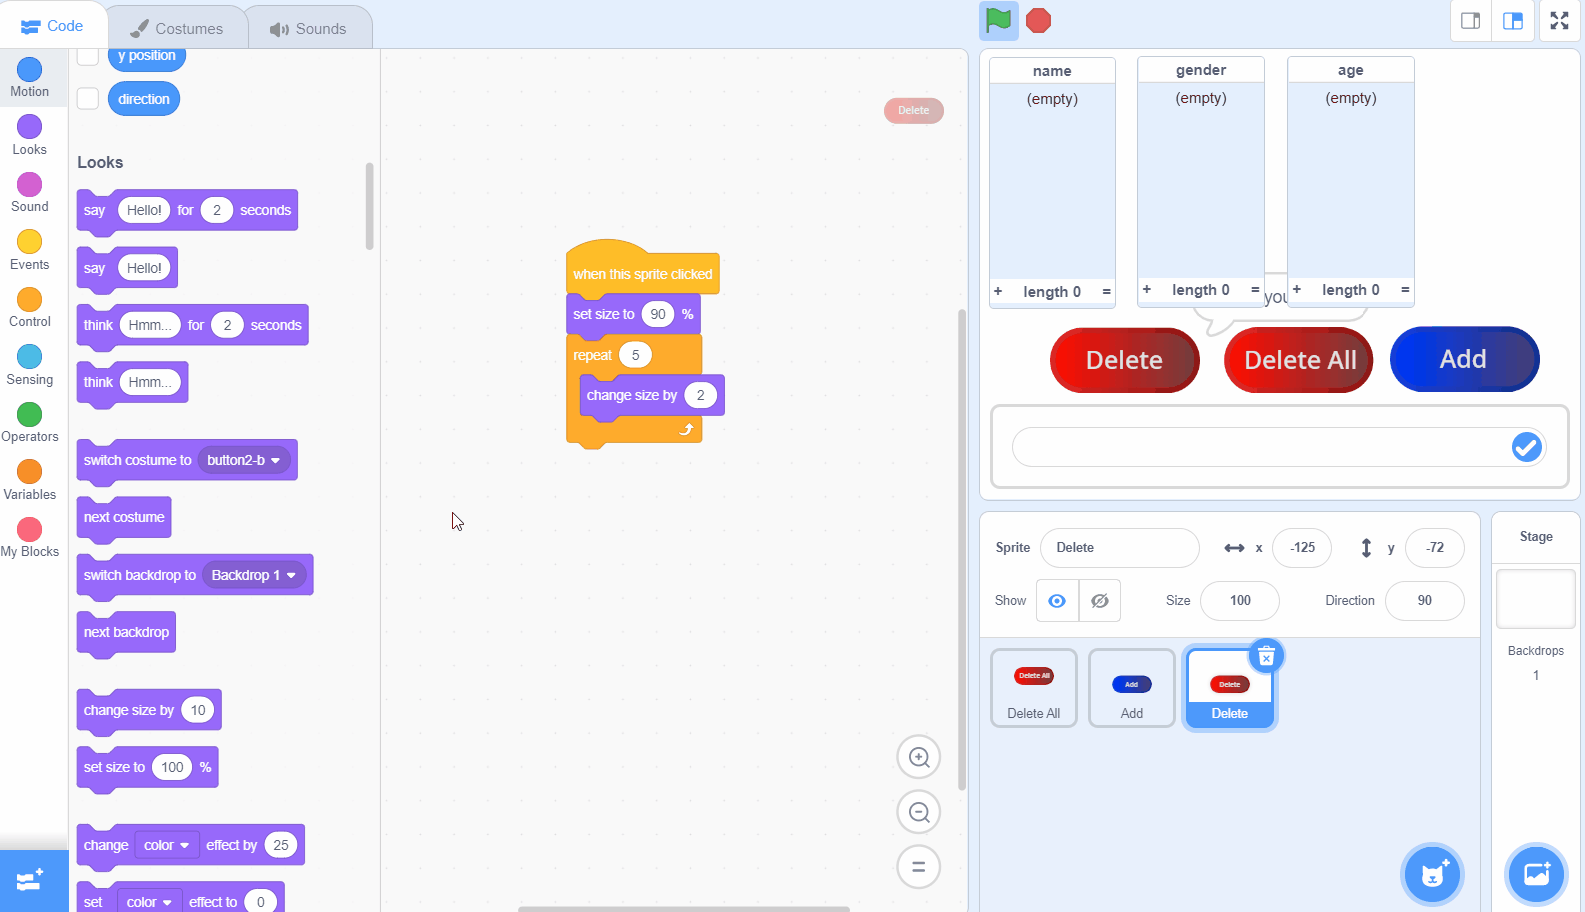 Code
Costumes
Sounds
Motion
Looks
Sound
Events
Control
Sensing
Operators
Variables
My Blocks
y position
direction
Looks
say Hello! for 2 seconds
say Hello!
think Hmm... for 2 seconds
think Hmm...
switch costume to button2-b
next costume
switch backdrop to Backdrop 1
next backdrop
change size by 10
set size to 100 %
change color effect by 25
set color effect to 0
Delete
when this sprite clicked
set size to 90 %
repeat 5
change size by 2
name
(empty)
+ length 0 =
gender
(empty)
+ length 0 =
age
(empty)
+ length 0 =
you
Delete
Delete All
Add
Sprite Delete x -125 y -72
Show Size 100 Direction 90
Delete All
Delete All
Add
Add
Delete
Delete
Stage
Backdrops
1